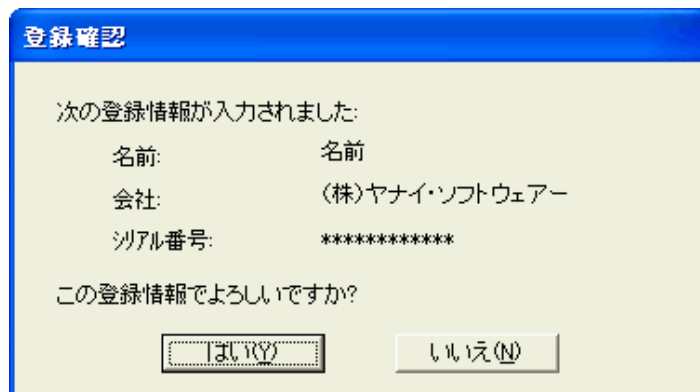 登録確認
次の登録情報が入力されました:
名前: 名前
会社: (株)ヤナイ・ソフトウェアー
シリアル番号: ************
この登録情報でよろしいですか?
はい(Y) いいえ(N)